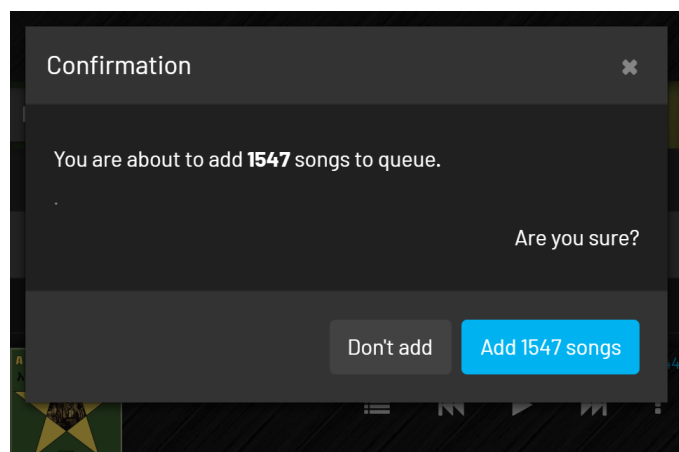 Confirmation
You are about to add 1547 songs to queue.
.
Are you sure?
Don't add
Add 1547 songs